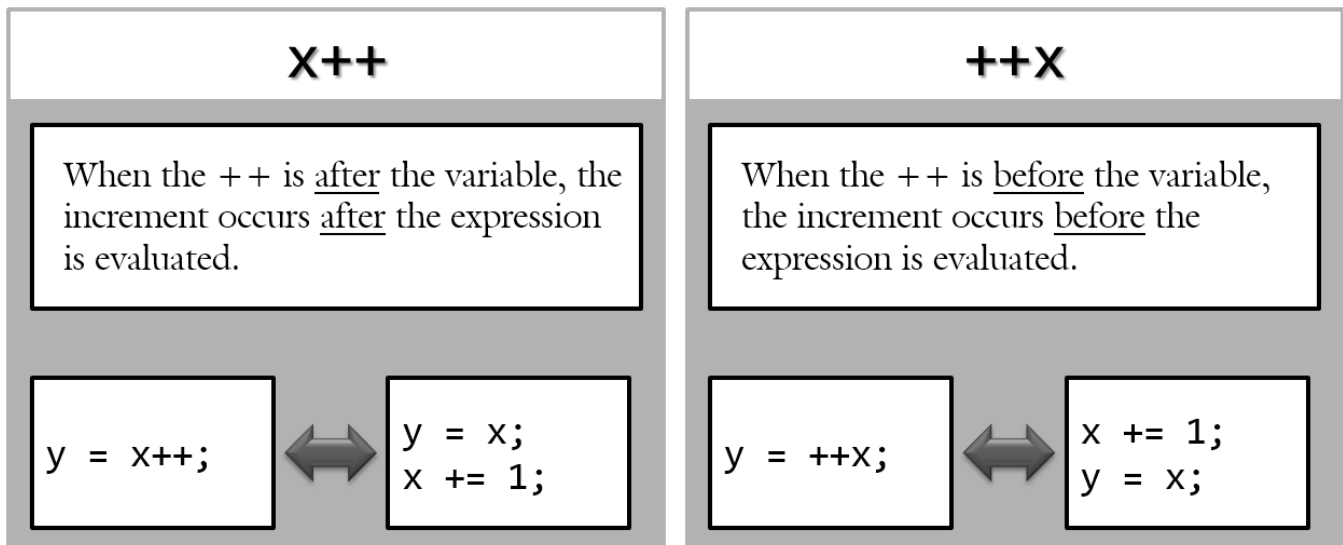 x++
When the ++ is after the variable, the
increment occurs after the expression
is evaluated.
y = x++;
y = x;
x += 1;
++x
When the ++ is before the variable,
the increment occurs before the
expression is evaluated.
y = ++x;
x += 1;
y = x;